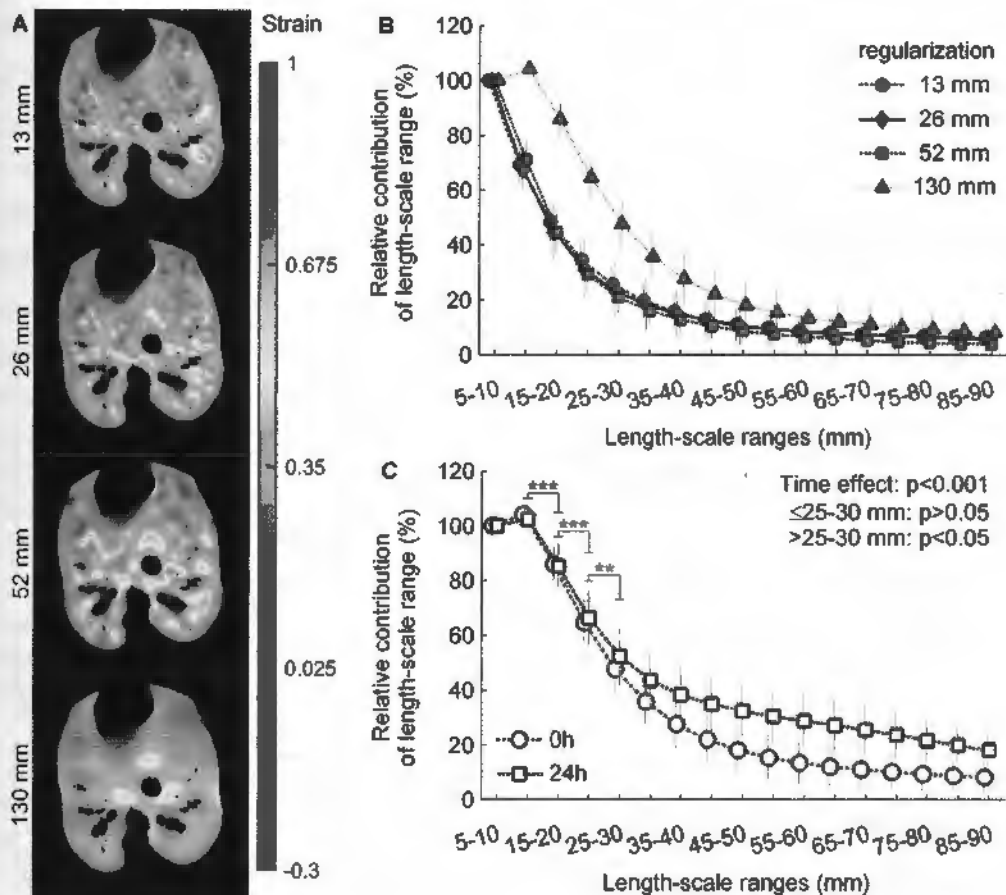 A
Strain
13 mm
26 mm
52 mm
130 mm
1
0.675
0.35
0.025
-0.3
B
Relative contribution
of length-scale range (%)
120
100
80
60
40
20
0
regularization
13 mm
26 mm
52 mm
130 mm
5-10
15-20
25-30
35-40
45-50
55-60
65-70
75-80
85-90
Length-scale ranges (mm)
C
Relative contribution
of length-scale range (%)
120
100
80
60
40
20
0
***
***
**
Time effect: p<0.001
≤25-30 mm: p>0.05
>25-30 mm: p<0.05
0h
24h
5-10
15-20
25-30
35-40
45-50
55-60
65-70
75-80
85-90
Length-scale ranges (mm)